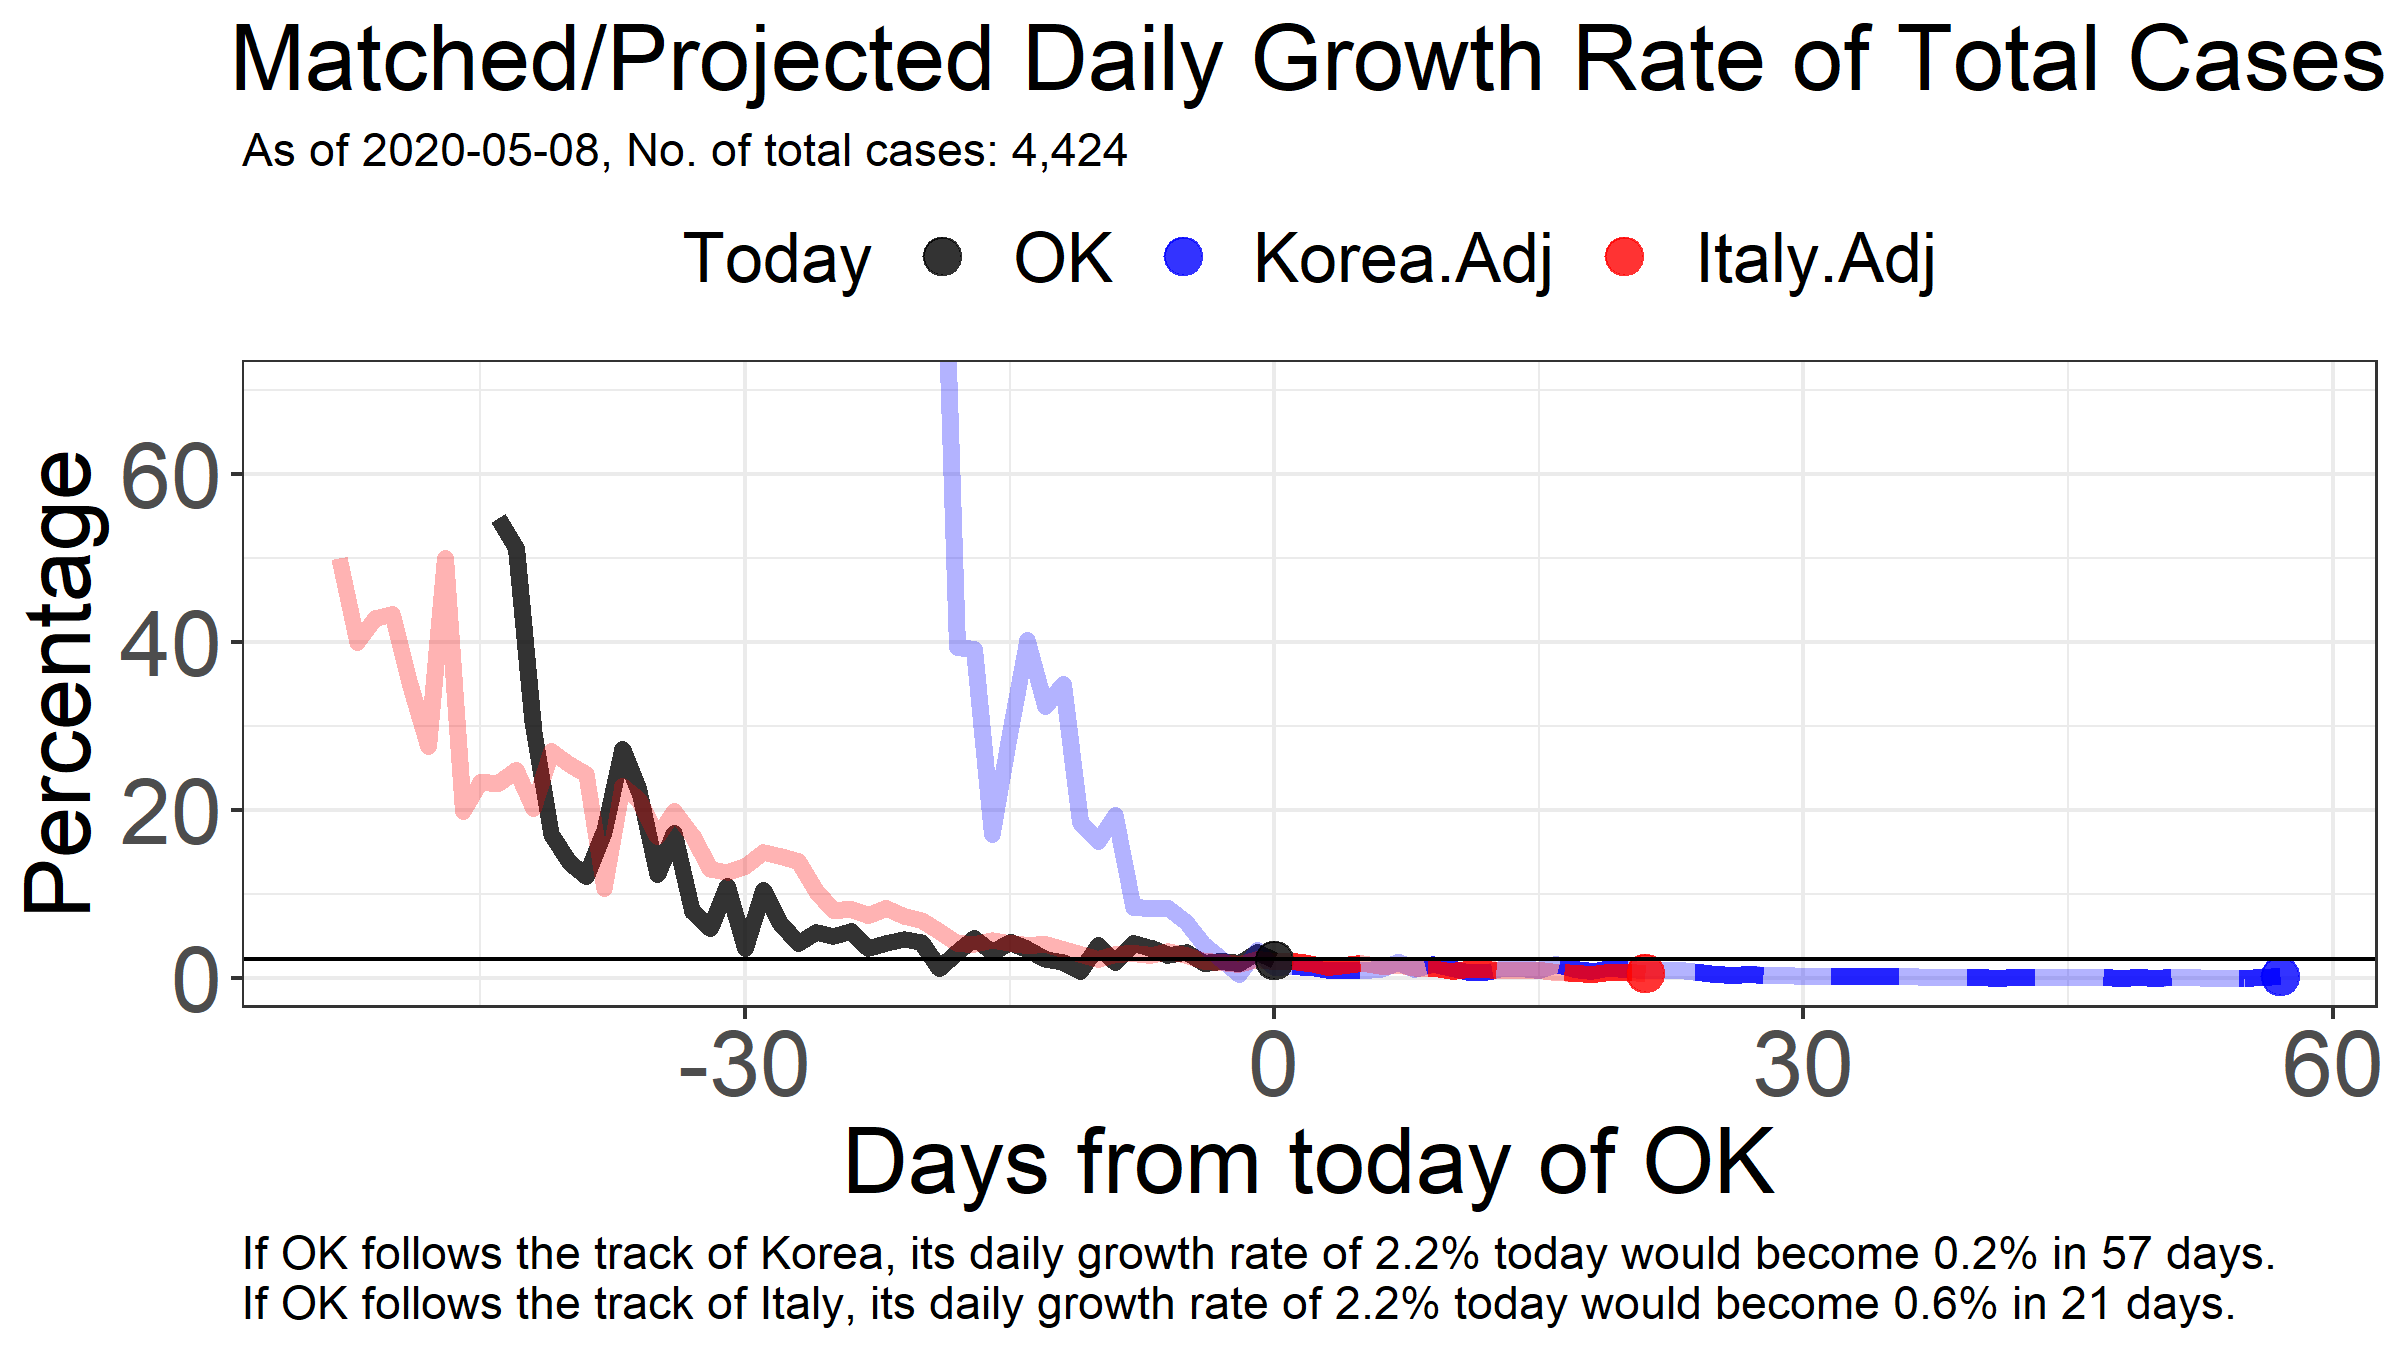 Matched/Projected Daily Growth Rate of Total Cases
As of 2020-05-08, No. of total cases: 4,424
Today OK Korea.Adj Italy.Adj
Percentage
60
40
20
0
-30 0 30 60
Days from today of OK
If OK follows the track of Korea, its daily growth rate of 2.2% today would become 0.2% in 57 days.
If OK follows the track of Italy, its daily growth rate of 2.2% today would become 0.6% in 21 days.